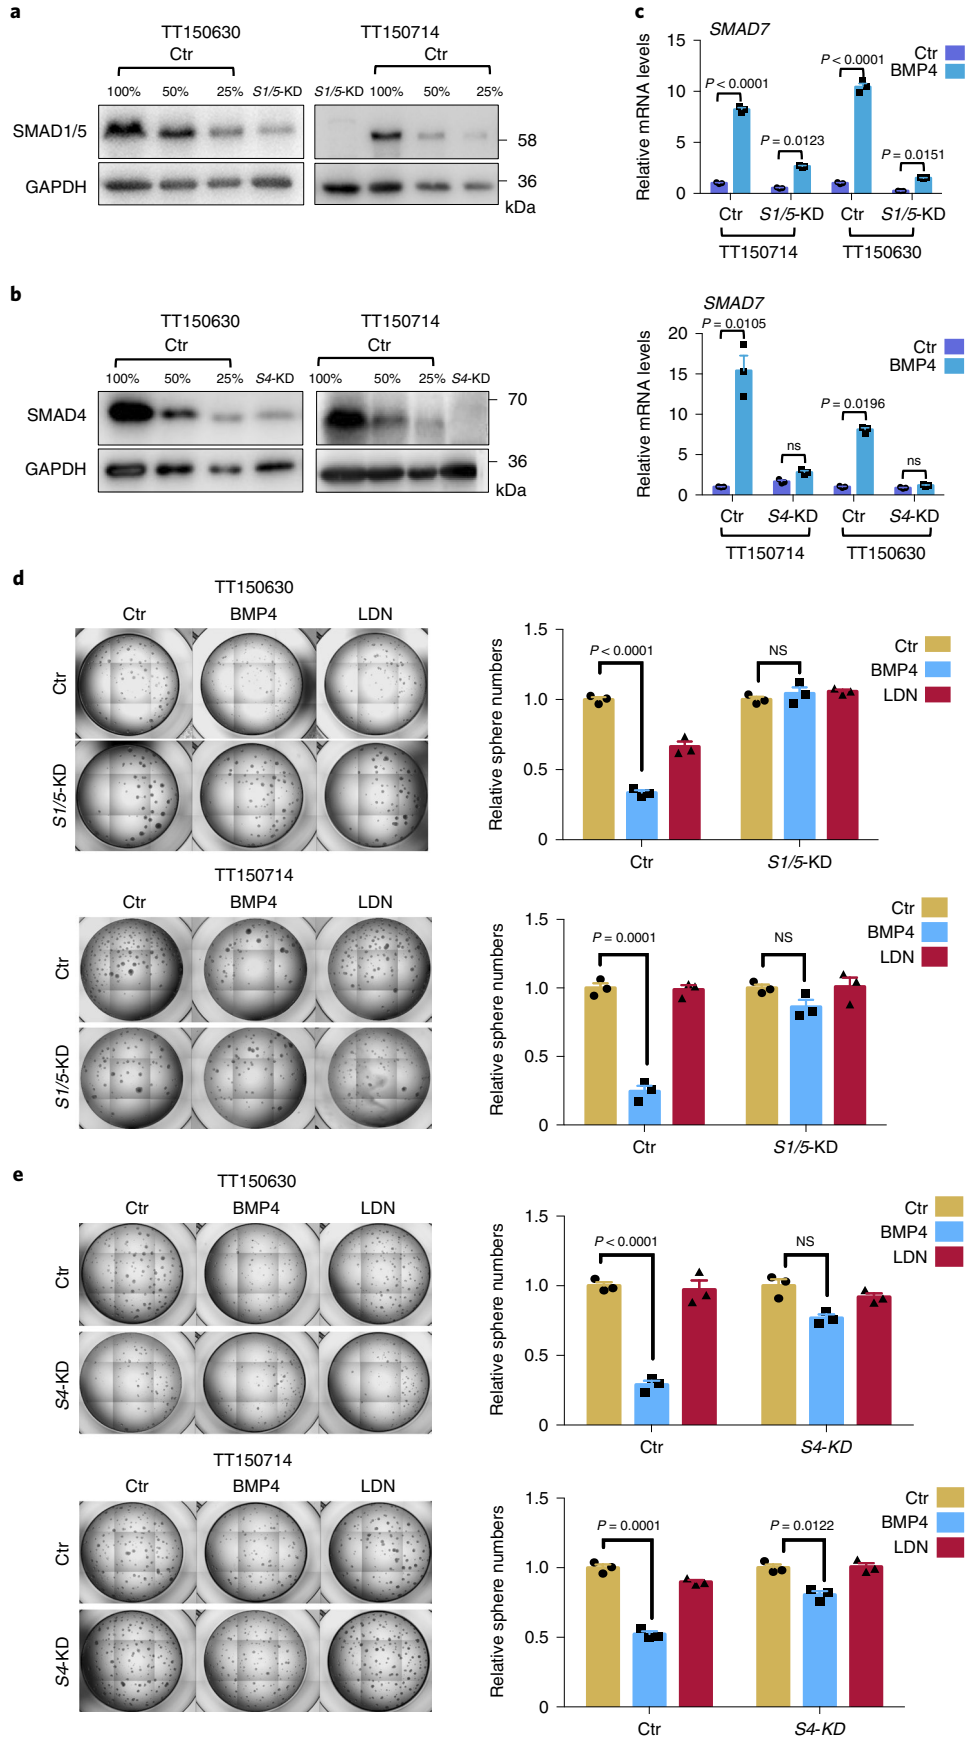 a
TT150630
Ctr
100% 50% 25% S1/5-KD
SMAD1/5
GAPDH
TT150714
Ctr
S1/5-KD 100% 50% 25%
58
36
kDa
b
TT150630
Ctr
100% 50% 25% S4-KD
SMAD4
GAPDH
TT150714
Ctr
100% 50% 25% S4-KD
70
36
kDa
c
SMAD7
Relative mRNA levels
15
10
5
0
P < 0.0001
P = 0.0123
P < 0.0001
P = 0.0151
Ctr
BMP4
Ctr S1/5-KD Ctr S1/5-KD
TT150714 TT150630
SMAD7
Relative mRNA levels
20
15
10
5
0
P = 0.0105
ns
P = 0.0196
ns
Ctr
BMP4
Ctr S4-KD Ctr S4-KD
TT150714 TT150630
d
TT150630
Ctr BMP4 LDN
Ctr
S1/5-KD
Relative sphere numbers
1.5
1.0
0.5
0
P < 0.0001
NS
Ctr
BMP4
LDN
Ctr S1/5-KD
TT150714
Ctr BMP4 LDN
Ctr
S1/5-KD
Relative sphere numbers
1.5
1.0
0.5
0
P = 0.0001
NS
Ctr
BMP4
LDN
Ctr S1/5-KD
e
TT150630
Ctr BMP4 LDN
Ctr
S4-KD
Relative sphere numbers
1.5
1.0
0.5
0
P < 0.0001
NS
Ctr
BMP4
LDN
Ctr S4-KD
TT150714
Ctr BMP4 LDN
Ctr
S4-KD
Relative sphere numbers
1.5
1.0
0.5
0
P = 0.0001
P = 0.0122
Ctr
BMP4
LDN
Ctr S4-KD